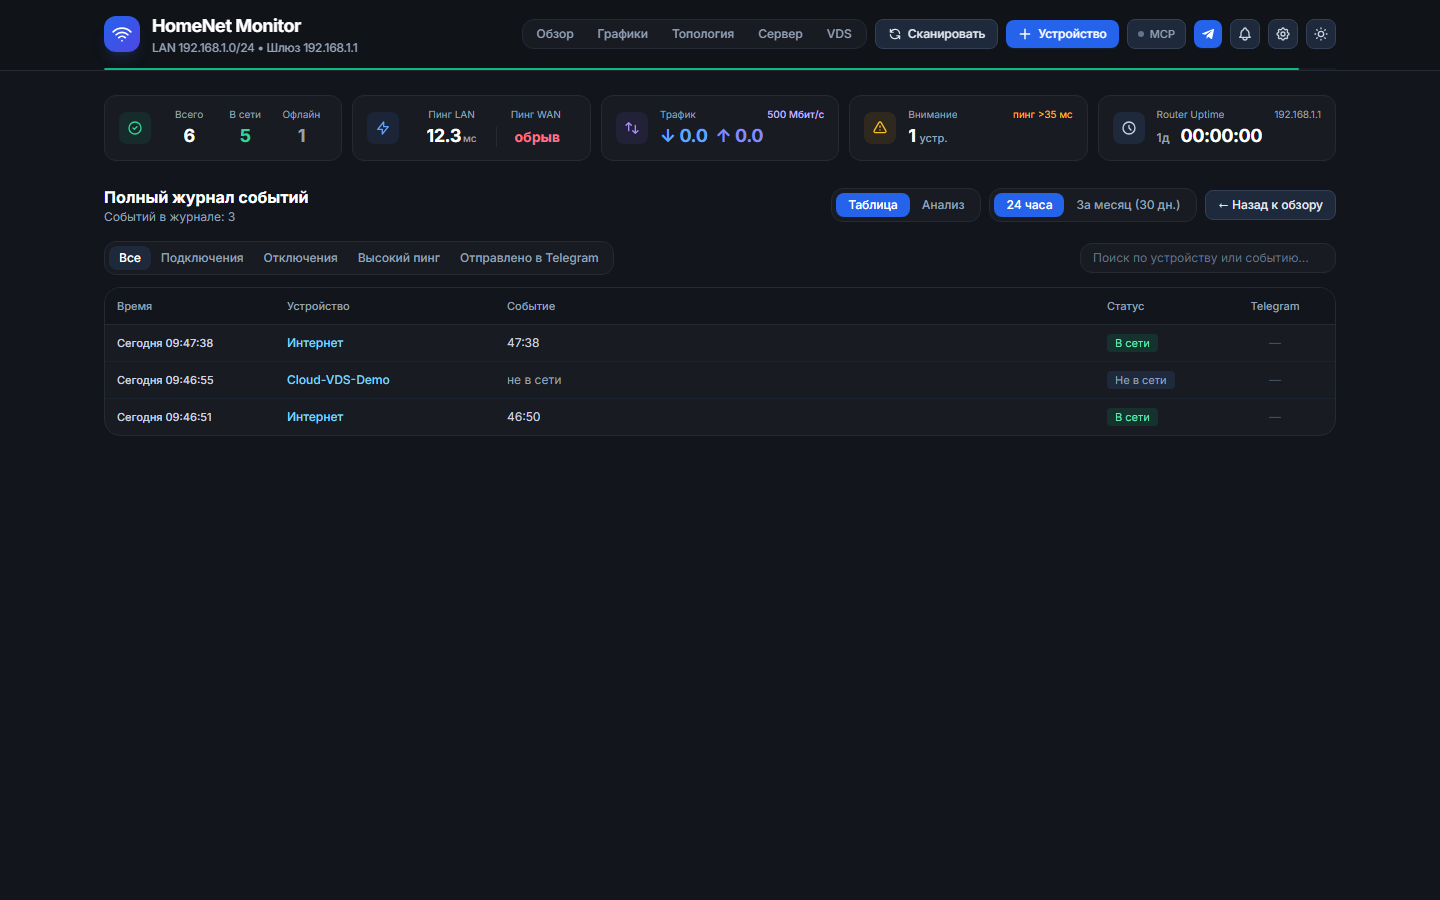 HomeNet Monitor
LAN 192.168.1.0/24 • Шлюз 192.168.1.1
Обзор Графики Топология Сервер VDS
Сканировать
Устройство
MCP
Всего В сети Офлайн
6 5 1
Пинг LAN Пинг WAN
12.3 мс обрыв
Трафик 500 Мбит/с
↓ 0.0 ↑ 0.0
Внимание пинг >35 мс
1 устр.
Router Uptime 192.168.1.1
1д 00:00:00
Полный журнал событий
Событий в журнале: 3
Таблица Анализ
24 часа За месяц (30 дн.)
← Назад к обзору
Все Подключения Отключения Высокий пинг Отправлено в Telegram
Поиск по устройству или событию...
Время Устройство Событие Статус Telegram
Сегодня 09:47:38 Интернет 47:38 В сети —
Сегодня 09:46:55 Cloud-VDS-Demo не в сети Не в сети —
Сегодня 09:46:51 Интернет 46:50 В сети —